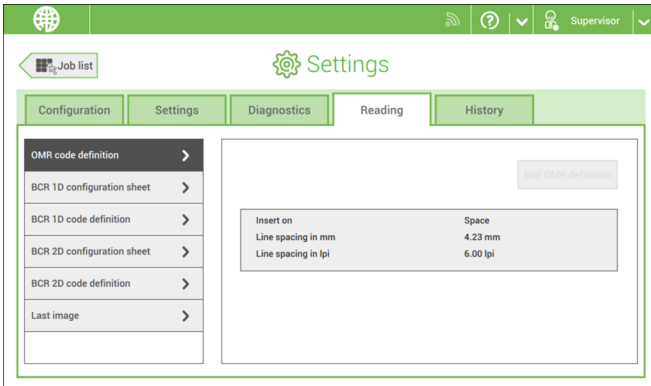 Supervisor
Job list
Settings
Configuration
Settings
Diagnostics
Reading
History
OMR code definition
BCR 1D configuration sheet
BCR 1D code definition
BCR 2D configuration sheet
BCR 2D code definition
Last image
Edit OMR definition
Insert on Space
Line spacing in mm 4.23 mm
Line spacing in lpi 6.00 lpi